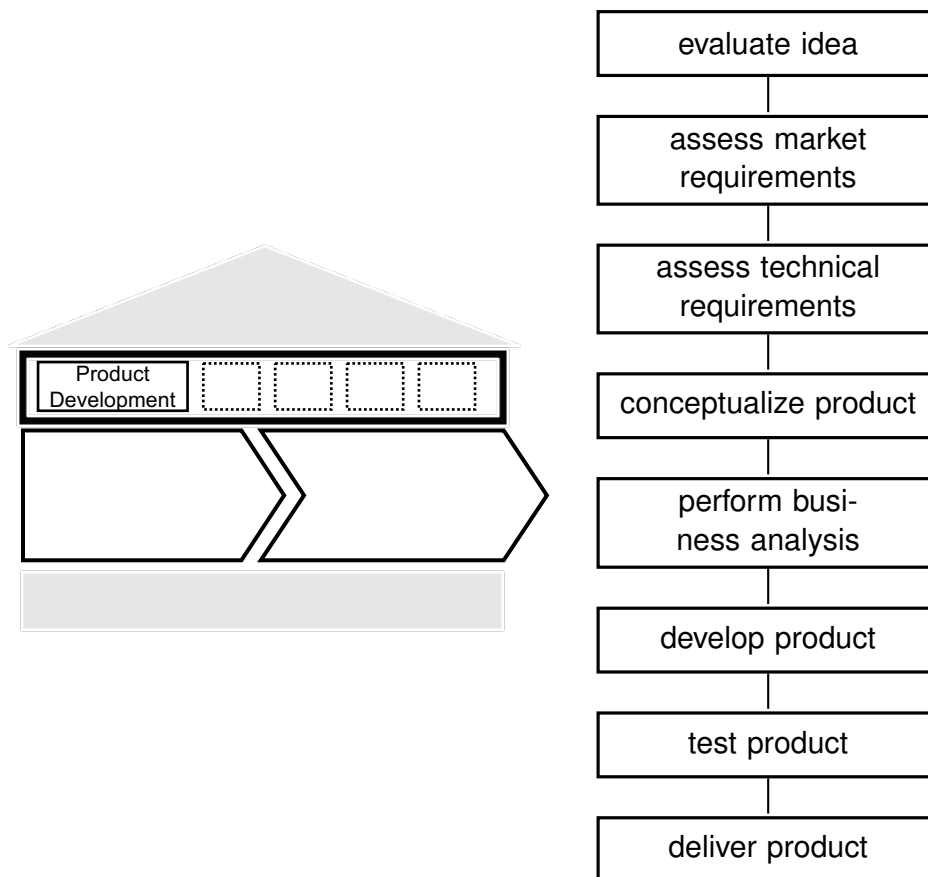 Product
Development
evaluate idea
assess market
requirements
assess technical
requirements
conceptualize product
perform busi-
ness analysis
develop product
test product
deliver product